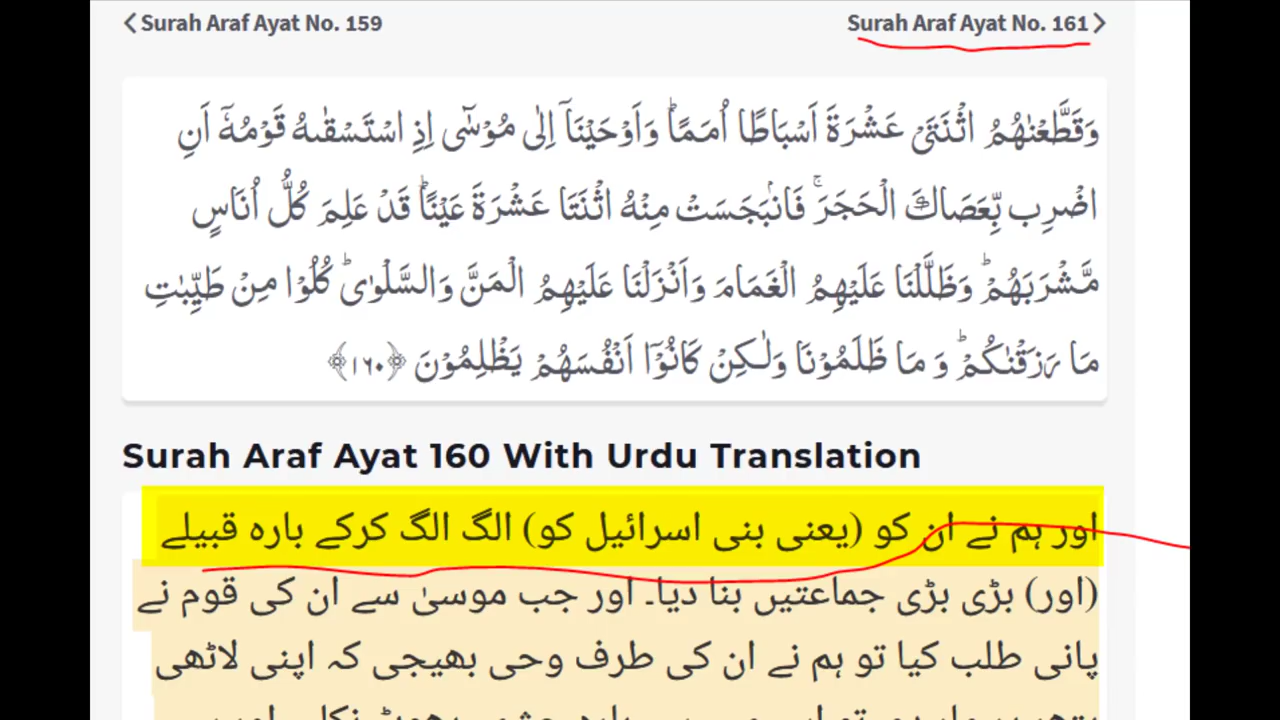 Surah Araf Ayat No. 159
Surah Araf Ayat No. 161
وَقَطَّعْنٰهُمُ اثْنَتَیْ عَشْرَةَ اَسْبَاطًا اُمَمًاؕ وَاَوْحَیْنَاۤ اِلٰی مُوْسٰۤی اِذِ اسْتَسْقٰىهُ قَوْمُهٗۤ اَنِ
اضْرِب بِّعَصَاكَ الْحَجَرَۚ فَانْۢبَجَسَتْ مِنْهُ اثْنَتَا عَشْرَةَ عَیْنًاؕ قَدْ عَلِمَ كُلُّ اُنَاسٍ
مَّشْرَبَهُمْؕ وَظَلَّلْنَا عَلَیْهِمُ الْغَمَامَ وَاَنْزَلْنَا عَلَیْهِمُ الْمَنَّ وَالسَّلْوٰیؕ كُلُوْا مِنْ طَیِّبٰتِ
مَا رَزَقْنٰكُمْؕ وَ مَا ظَلَمُوْنَا وَلٰـكِنْ كَانُوْۤا اَنْفُسَهُمْ یَظْلِمُوْنَ ﴿۱۶۰﴾
Surah Araf Ayat 160 With Urdu Translation
اور ہم نے ان کو (یعنی بنی اسرائیل کو) الگ الگ کرکے بارہ قبیلے
(اور) بڑی بڑی جماعتیں بنا دیا۔ اور جب موسیٰ سے ان کی قوم نے
پانی طلب کیا تو ہم نے ان کی طرف وحی بھیجی کہ اپنی لاٹھی